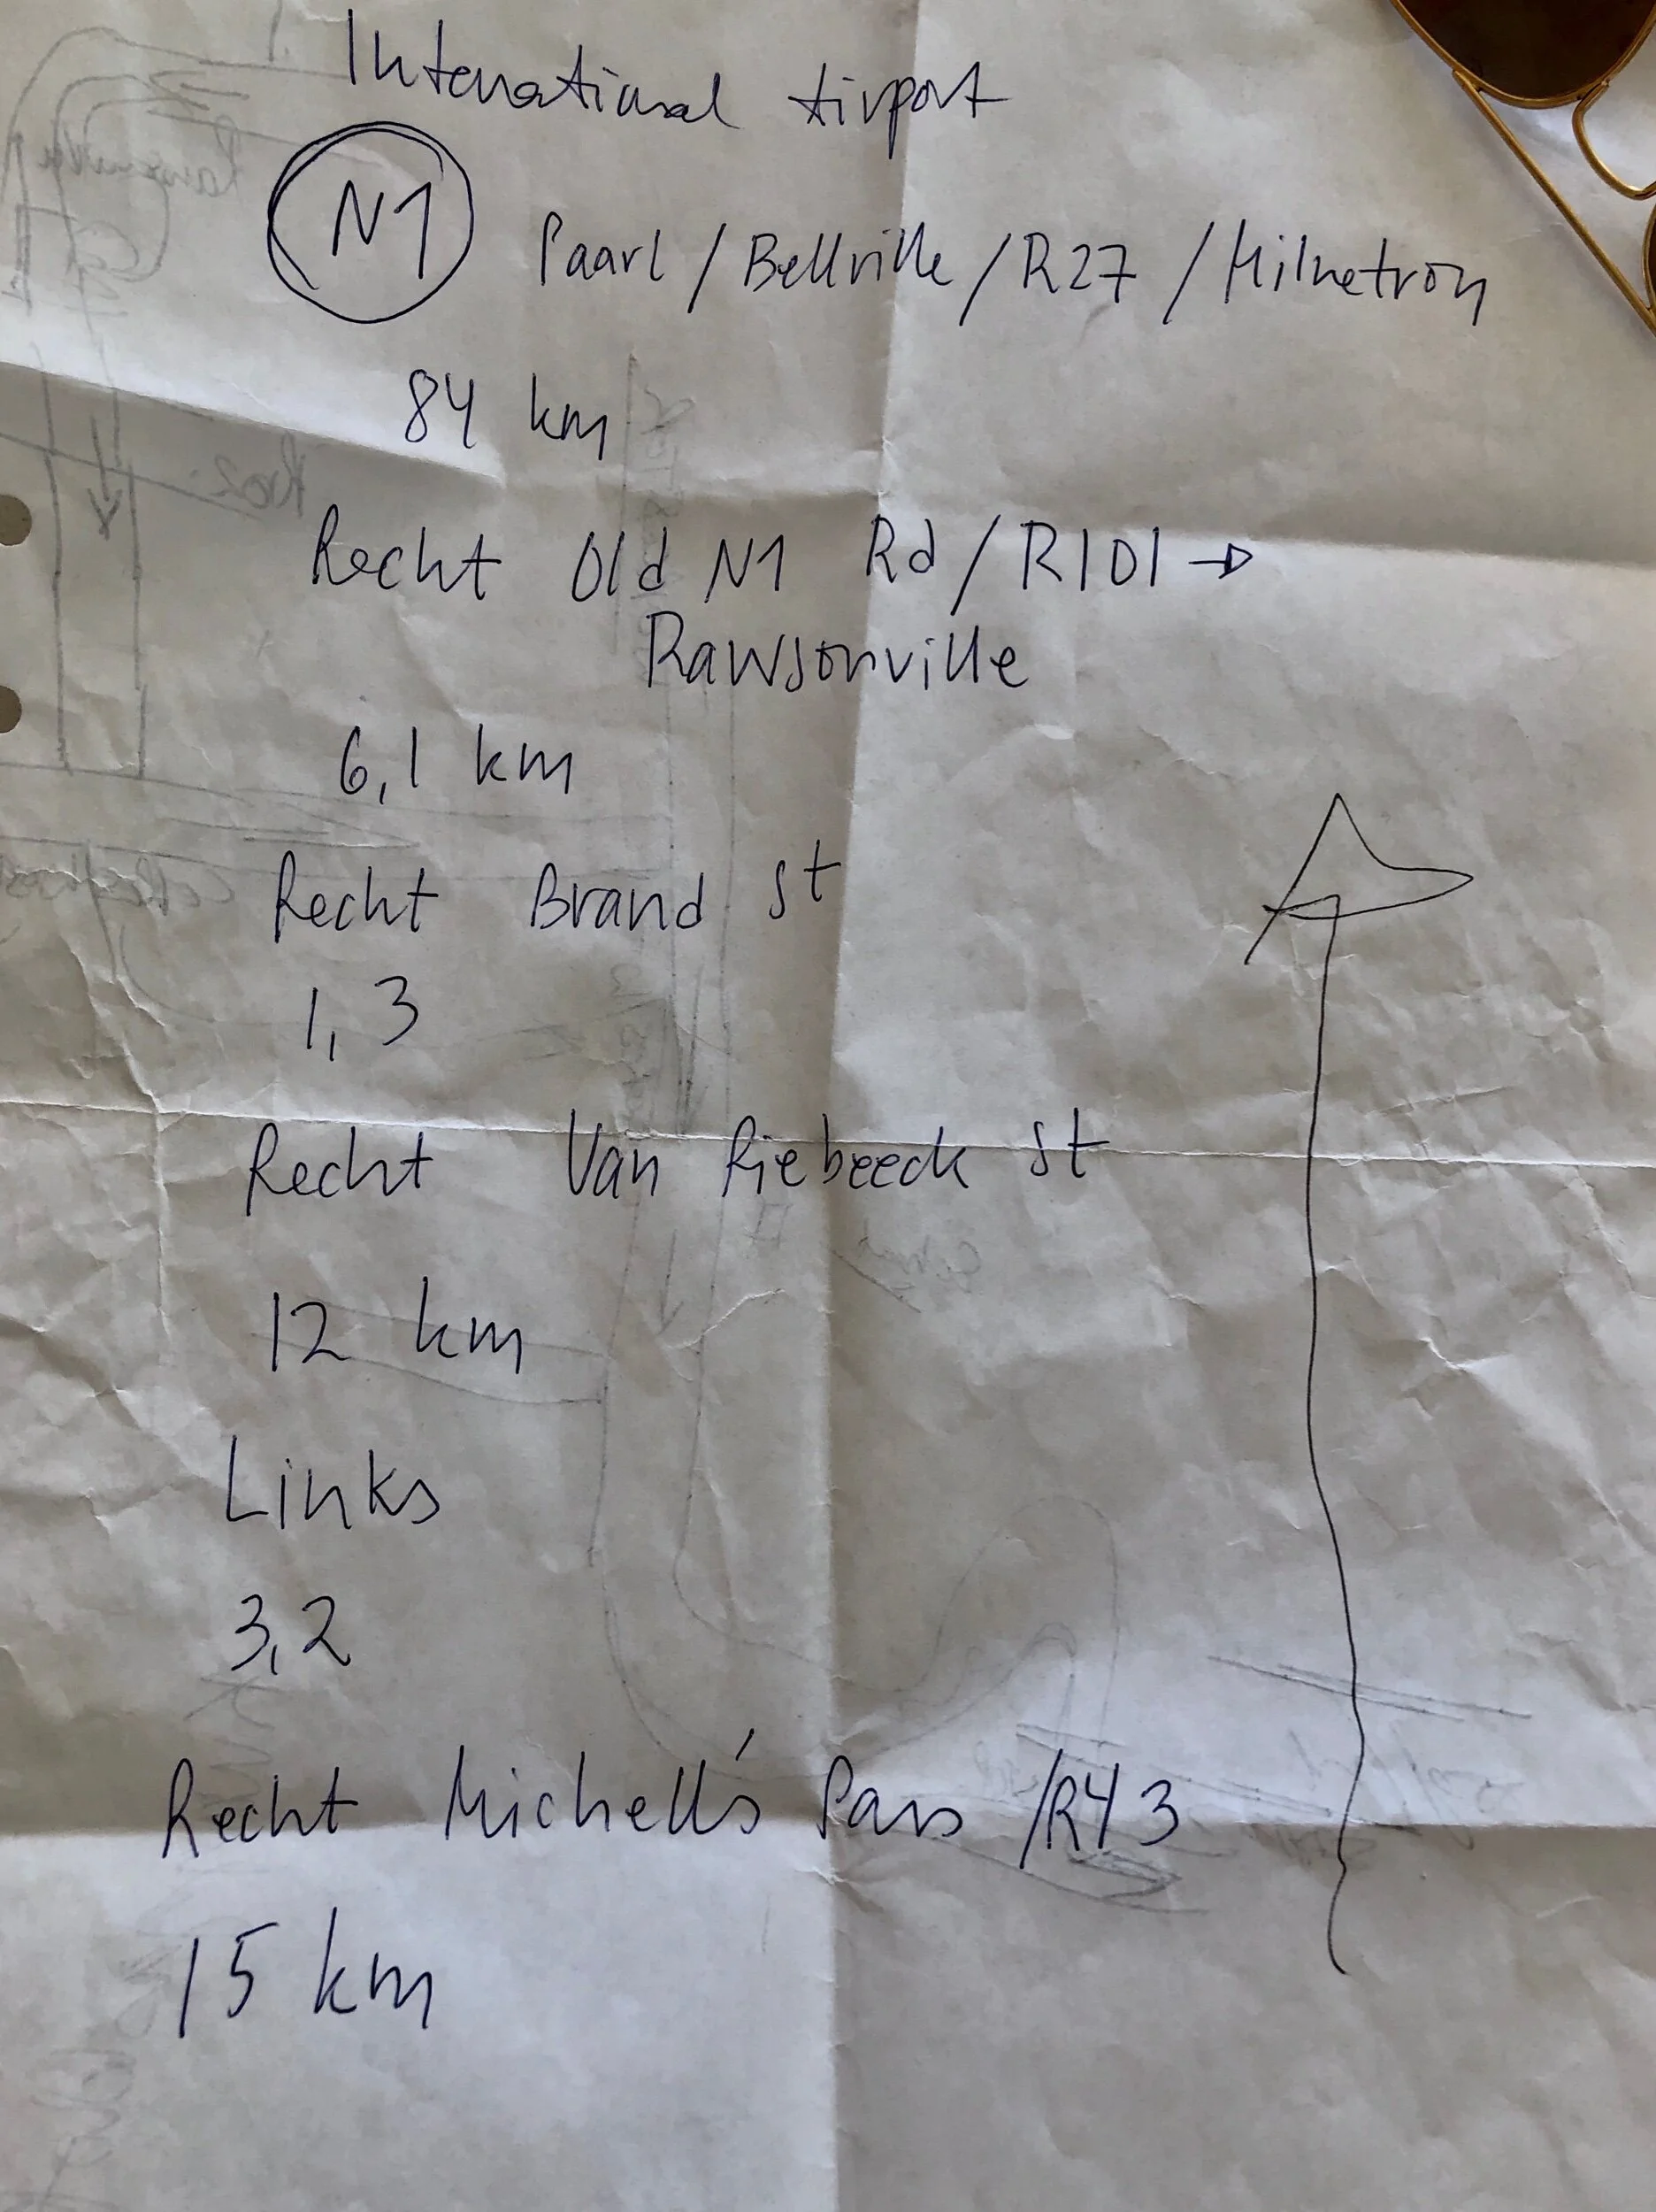 International Airport
N1 Paarl / Bellville / R27 / Milnetron
84 km
Recht Old N1 Rd / R101 →
Rawsonville
6,1 km
Recht Brand St
1,3
Recht Van Riebeeck St
12 km
Links
3,2
Recht Michell's Pass /R43
15 km